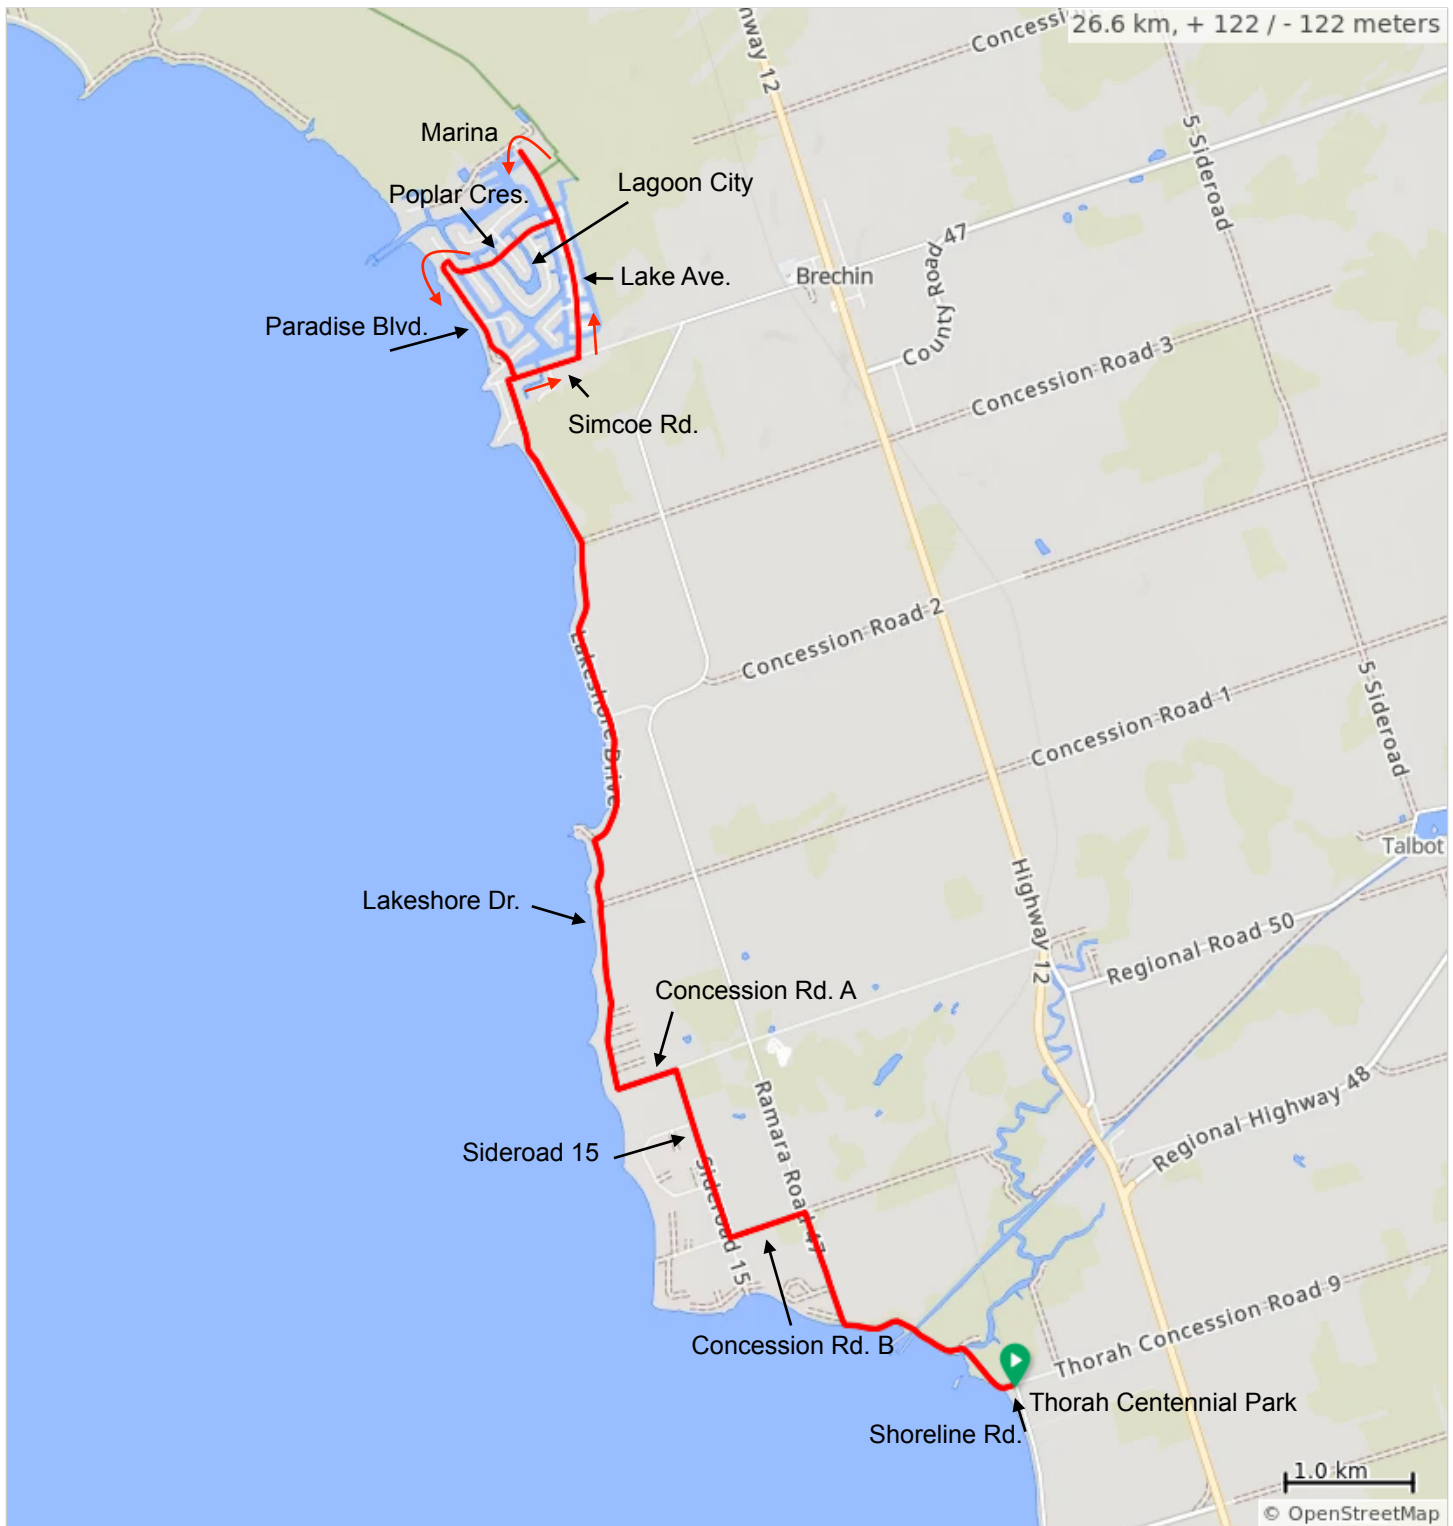 nway 12
Concessi
26.6 km, + 122 / - 122 meters
Marina
5 Sideroad
Poplar Cres.
Lagoon City
County Road 47
Brechin
Lake Ave.
Paradise Blvd.
Concession Road 3
Simcoe Rd.
Concession Road 2
Lakeshore Drive
5 Sideroad
Concession Road 1
Talbot
Highway 12
Lakeshore Dr.
Regional Road 50
Concession Rd. A
Ramara Road 47
Regional Highway 48
Sideroad 15
Sideroad 15
Concession Rd. B
Thorah Concession Road 9
Thorah Centennial Park
Shoreline Rd.
1.0 km
© OpenStreetMap